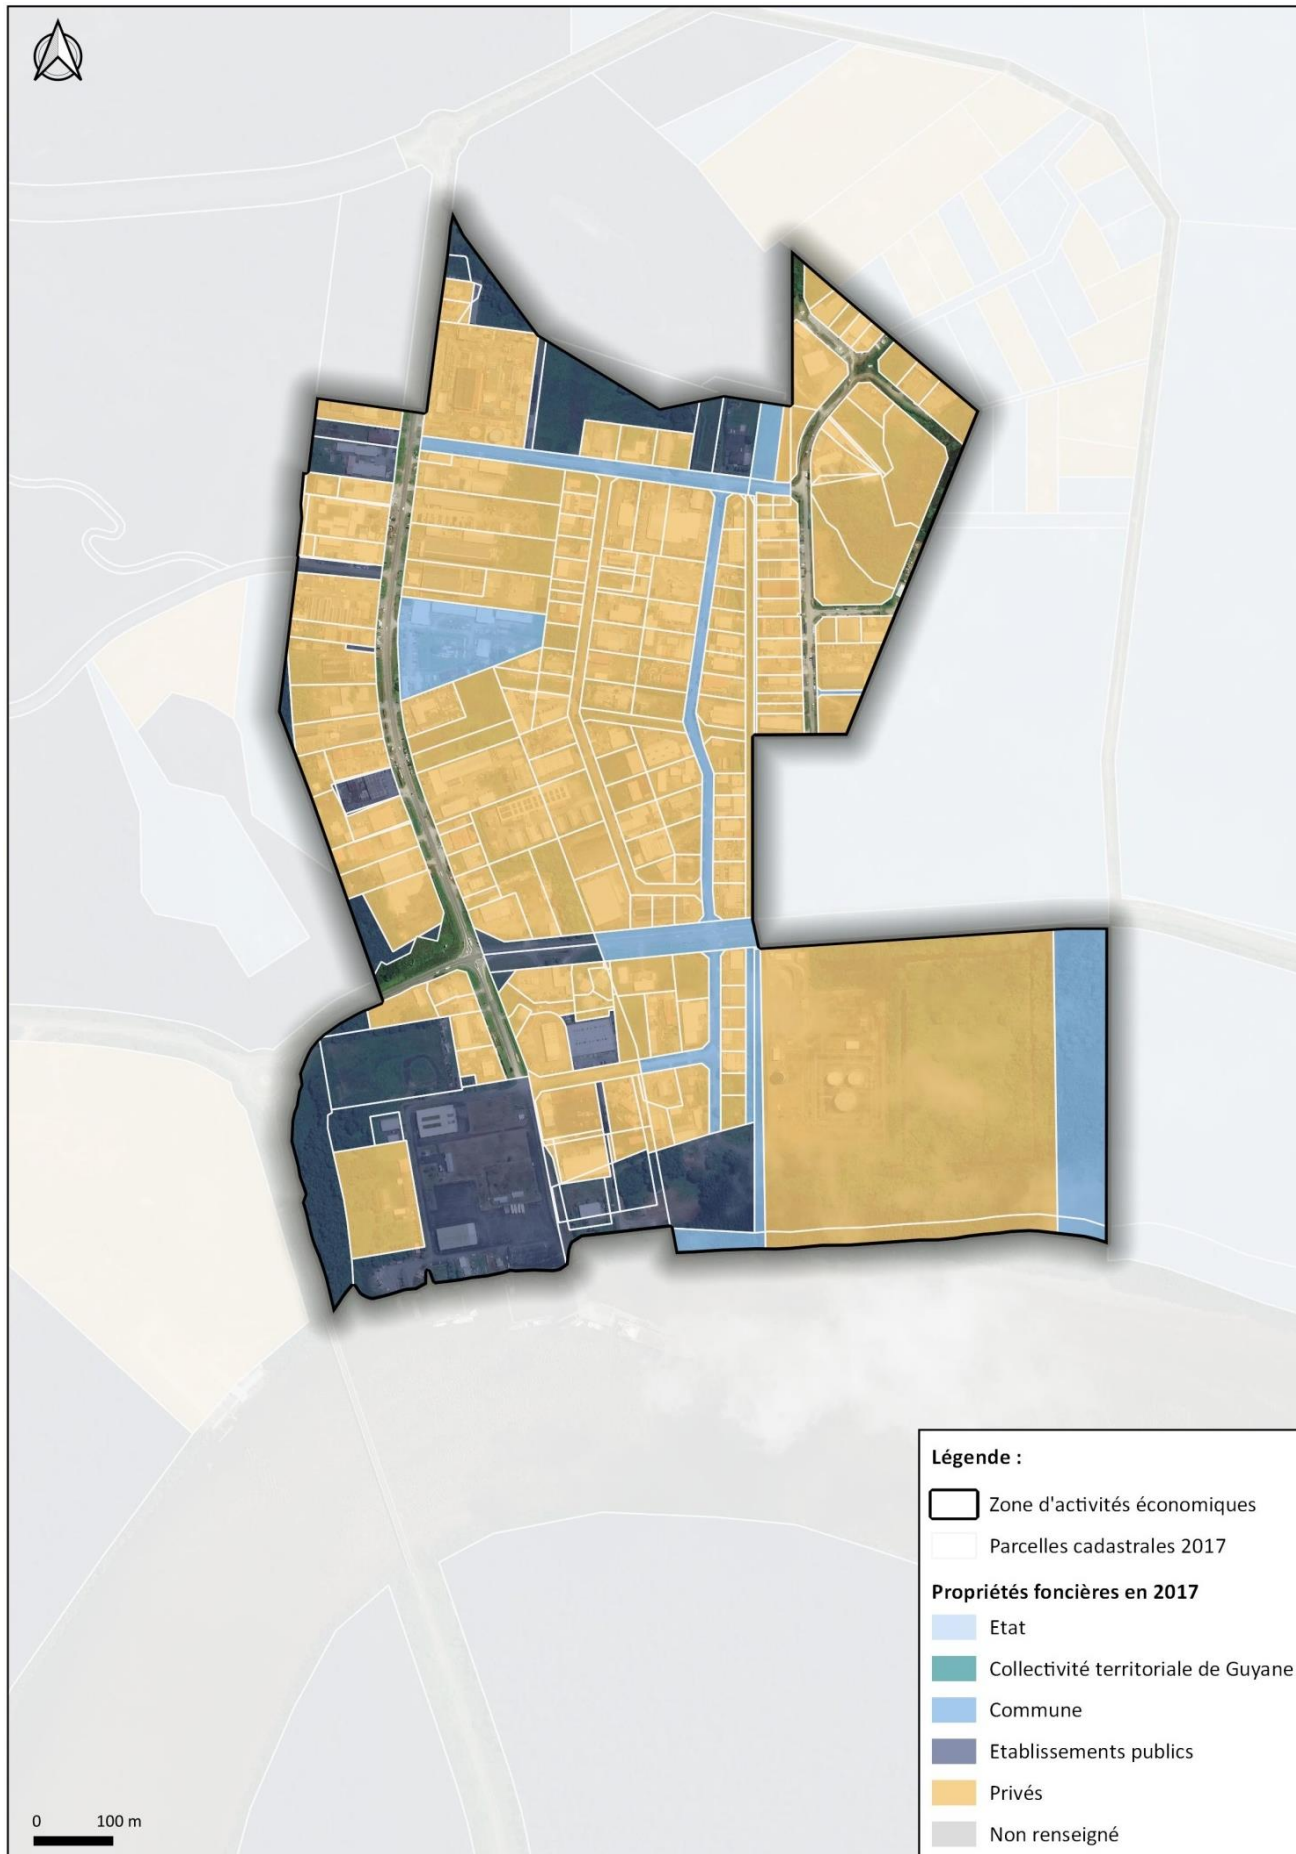 Légende :
Zone d'activités économiques
Parcelles cadastrales 2017
Propriétés foncières en 2017
Etat
Collectivité territoriale de Guyane
Commune
Etablissements publics
Privés
Non renseigné
0 100 m